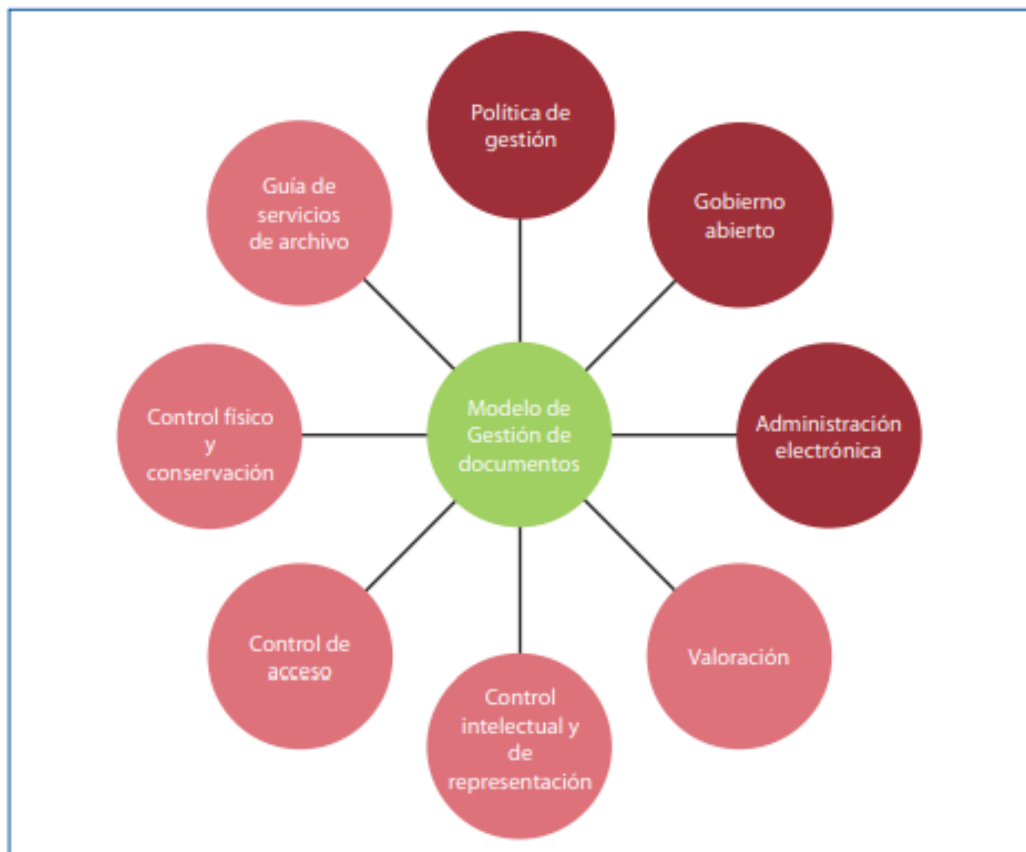 Política de
gestión
Gobierno
abierto
Administración
electrónica
Valoración
Control
intelectual y
de
representación
Control de
acceso
Control físico
y
conservación
Guía de
servicios
de archivo
Modelo de
Gestión de
documentos